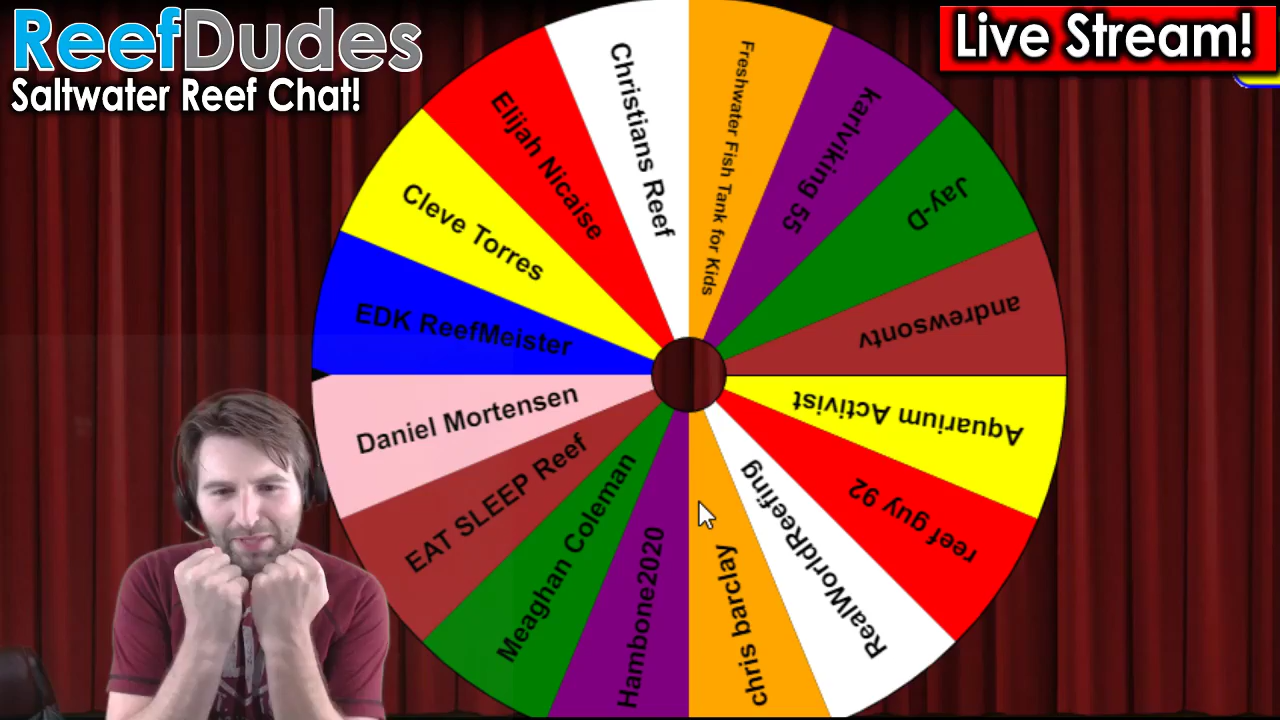 ReefDudes
Saltwater Reef Chat!
Live Stream!
Christians Reef
Freshwater Fish Tank for Kids
karlviking 55
Jay-D
andrewsontv
Aquarium Activist
reef guy 92
RealWorldReefing
chris barclay
Hambone2020
Meaghan Coleman
EAT SLEEP Reef
Daniel Mortensen
EDK ReefMeister
Cleve Torres
Elijah Nicaise